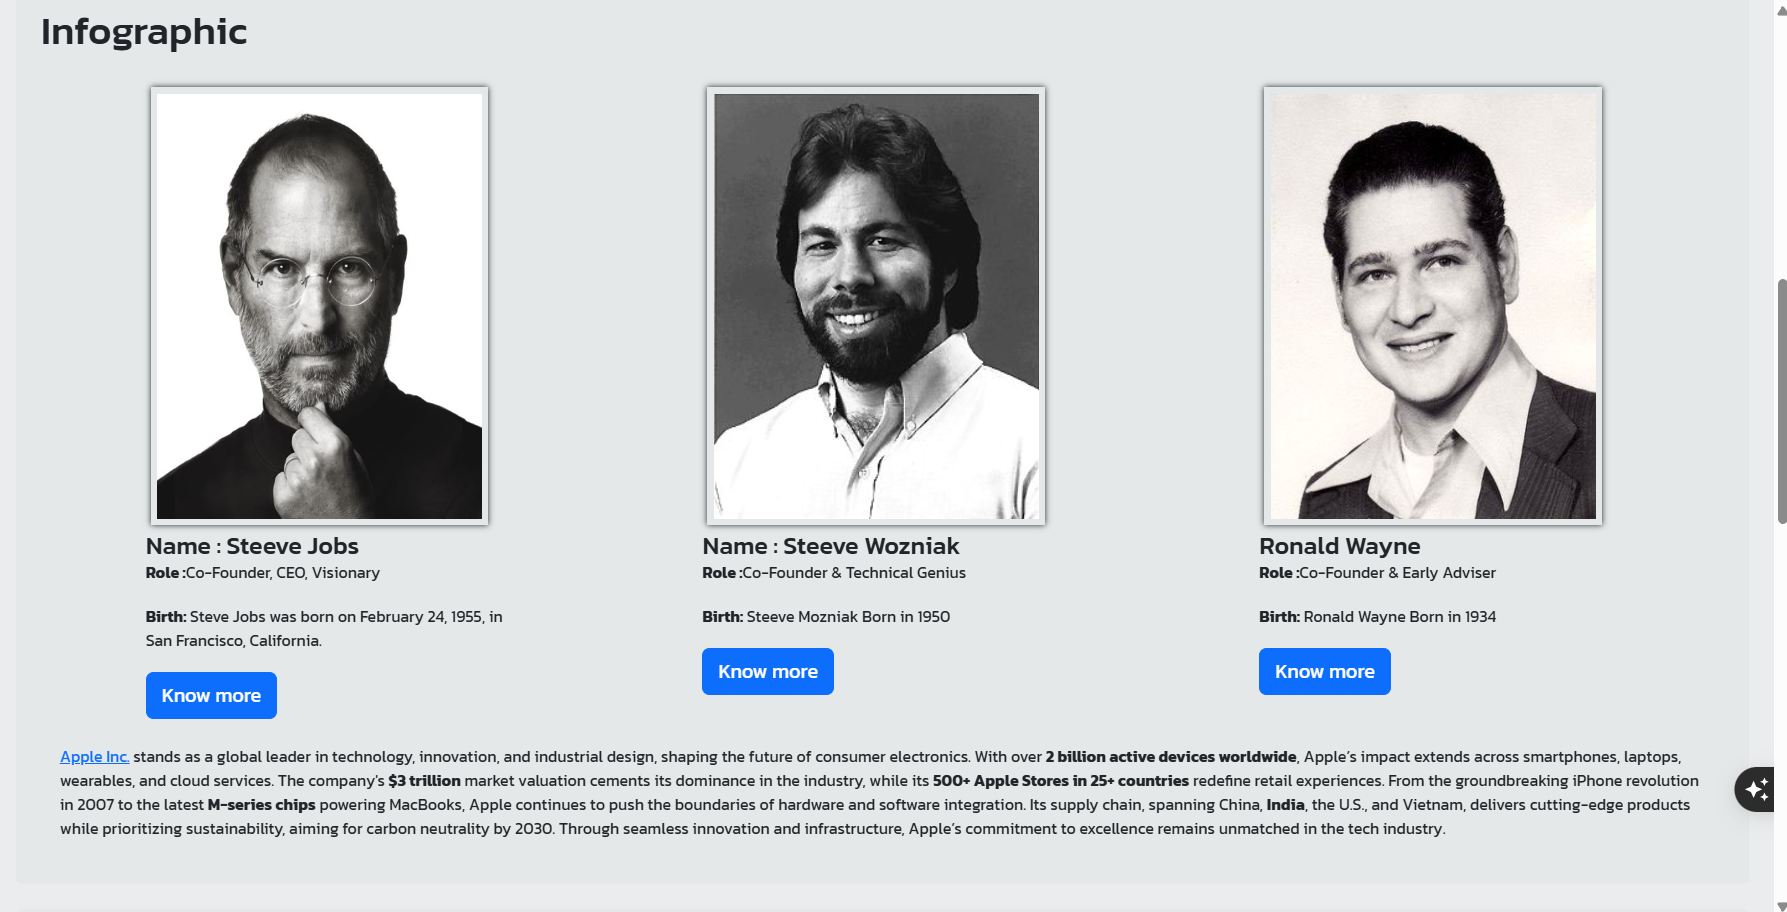 Infographic
Name : Steeve Jobs
Role :Co-Founder, CEO, Visionary
Birth: Steve Jobs was born on February 24, 1955, in
San Francisco, California.
Know more
Name : Steeve Wozniak
Role :Co-Founder & Technical Genius
Birth: Steeve Mozniak Born in 1950
Know more
Ronald Wayne
Role :Co-Founder & Early Adviser
Birth: Ronald Wayne Born in 1934
Know more
Apple Inc. stands as a global leader in technology, innovation, and industrial design, shaping the future of consumer electronics. With over 2 billion active devices worldwide, Apple’s impact extends across smartphones, laptops,
wearables, and cloud services. The company's $3 trillion market valuation cements its dominance in the industry, while its 500+ Apple Stores in 25+ countries redefine retail experiences. From the groundbreaking iPhone revolution
in 2007 to the latest M-series chips powering MacBooks, Apple continues to push the boundaries of hardware and software integration. Its supply chain, spanning China, India, the U.S., and Vietnam, delivers cutting-edge products
while prioritizing sustainability, aiming for carbon neutrality by 2030. Through seamless innovation and infrastructure, Apple’s commitment to excellence remains unmatched in the tech industry.